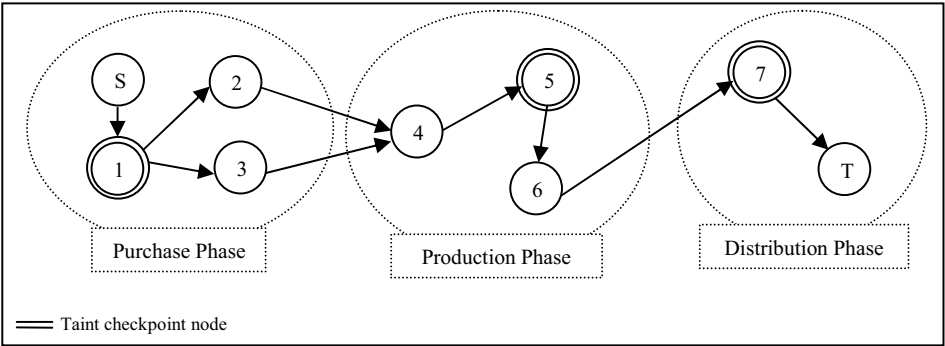 S
2
1
3
4
5
6
7
T
Purchase Phase
Production Phase
Distribution Phase
Taint checkpoint node